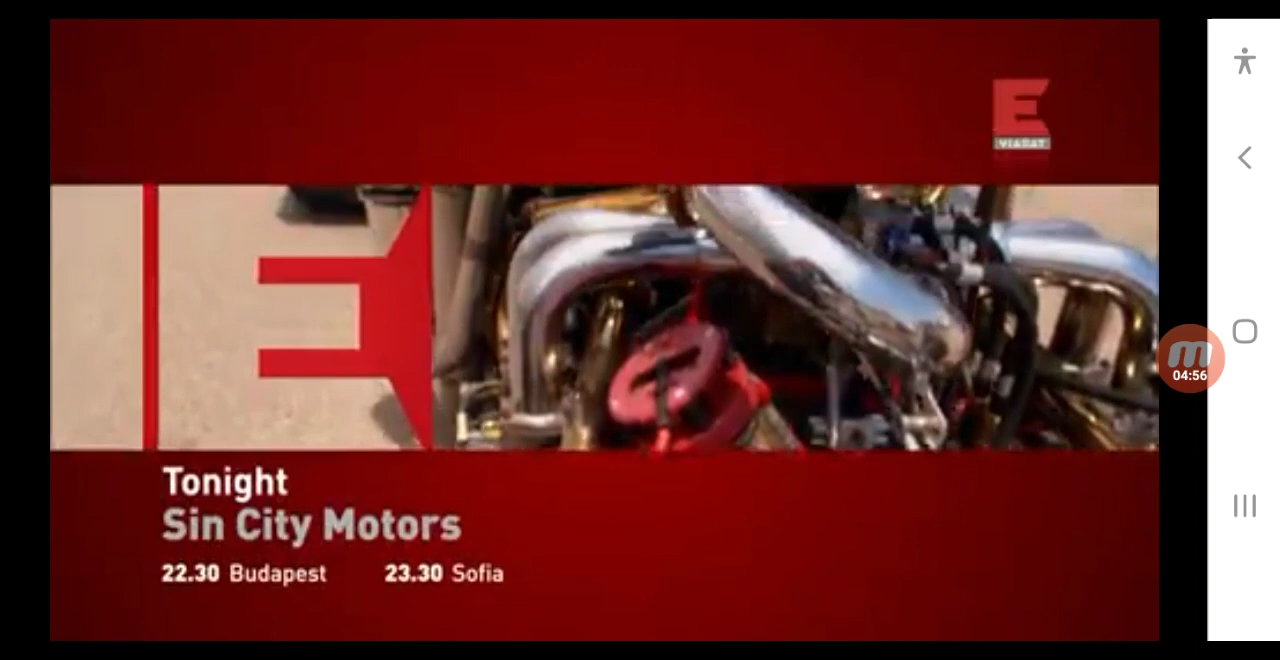 E
VIASAT
E
04:56
Tonight
Sin City Motors
22.30 Budapest 23.30 Sofia